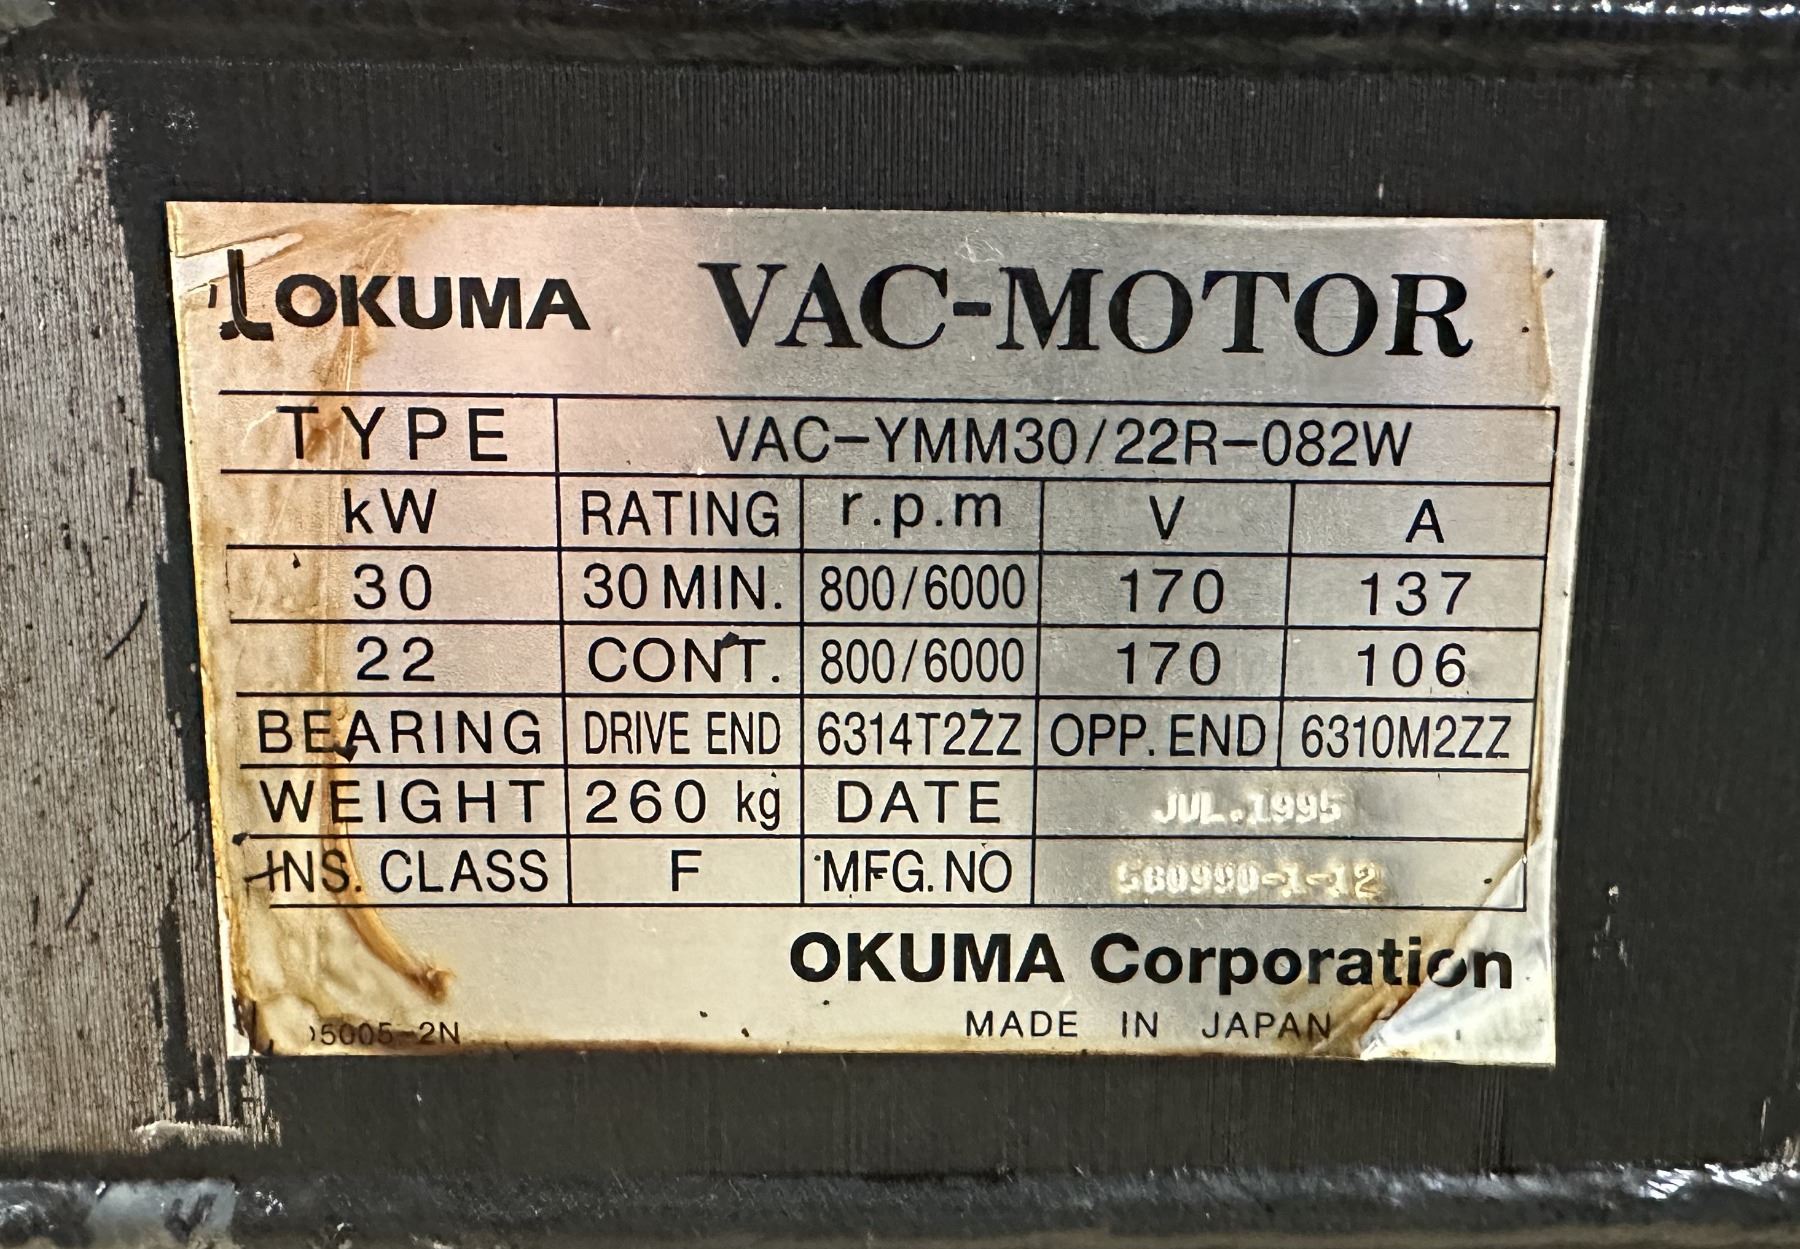 OKUMA VAC-MOTOR
TYPE VAC-YMM30/22R-082W
kW RATING r.p.m V A
30 30 MIN. 800/6000 170 137
22 CONT. 800/6000 170 106
BEARING DRIVE END 6314T2ZZ OPP. END 6310M2ZZ
WEIGHT 260 kg DATE JUL.1995
INS. CLASS F MFG. NO
OKUMA Corporation
MADE IN JAPAN